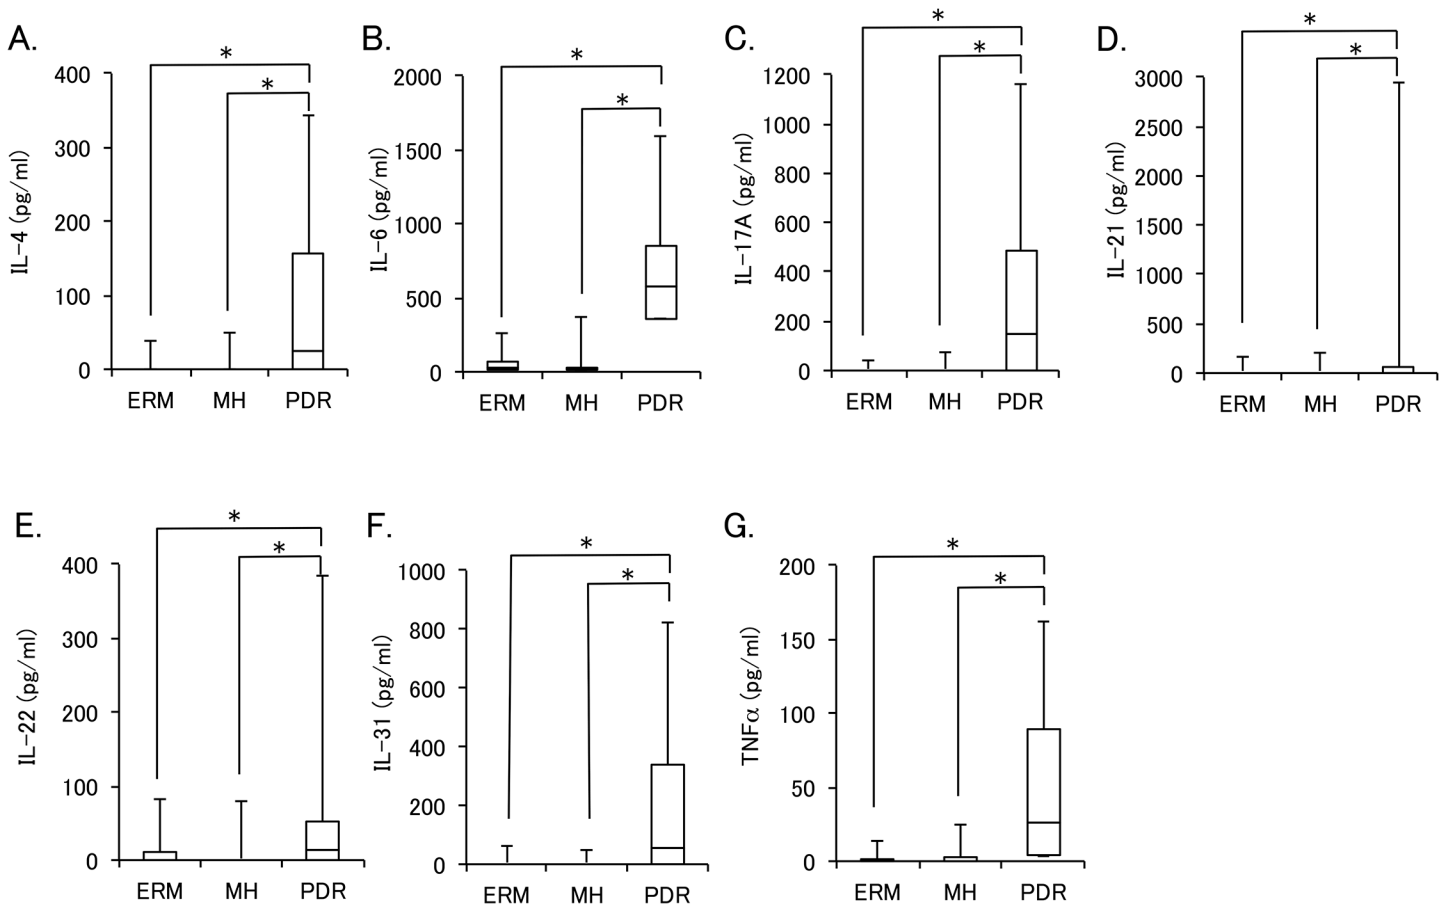 A.
*
*
400
300
200
100
0
IL-4 (pg/ml)
ERM MH PDR
B.
*
*
2000
1500
1000
500
0
IL-6 (pg/ml)
ERM MH PDR
C.
*
*
1200
1000
800
600
400
200
0
IL-17A (pg/ml)
ERM MH PDR
D.
*
*
3000
2500
2000
1500
1000
500
0
IL-21 (pg/ml)
ERM MH PDR
E.
*
*
400
300
200
100
0
IL-22 (pg/ml)
ERM MH PDR
F.
*
*
1000
800
600
400
200
0
IL-31 (pg/ml)
ERM MH PDR
G.
*
*
200
150
100
50
0
TNFα (pg/ml)
ERM MH PDR